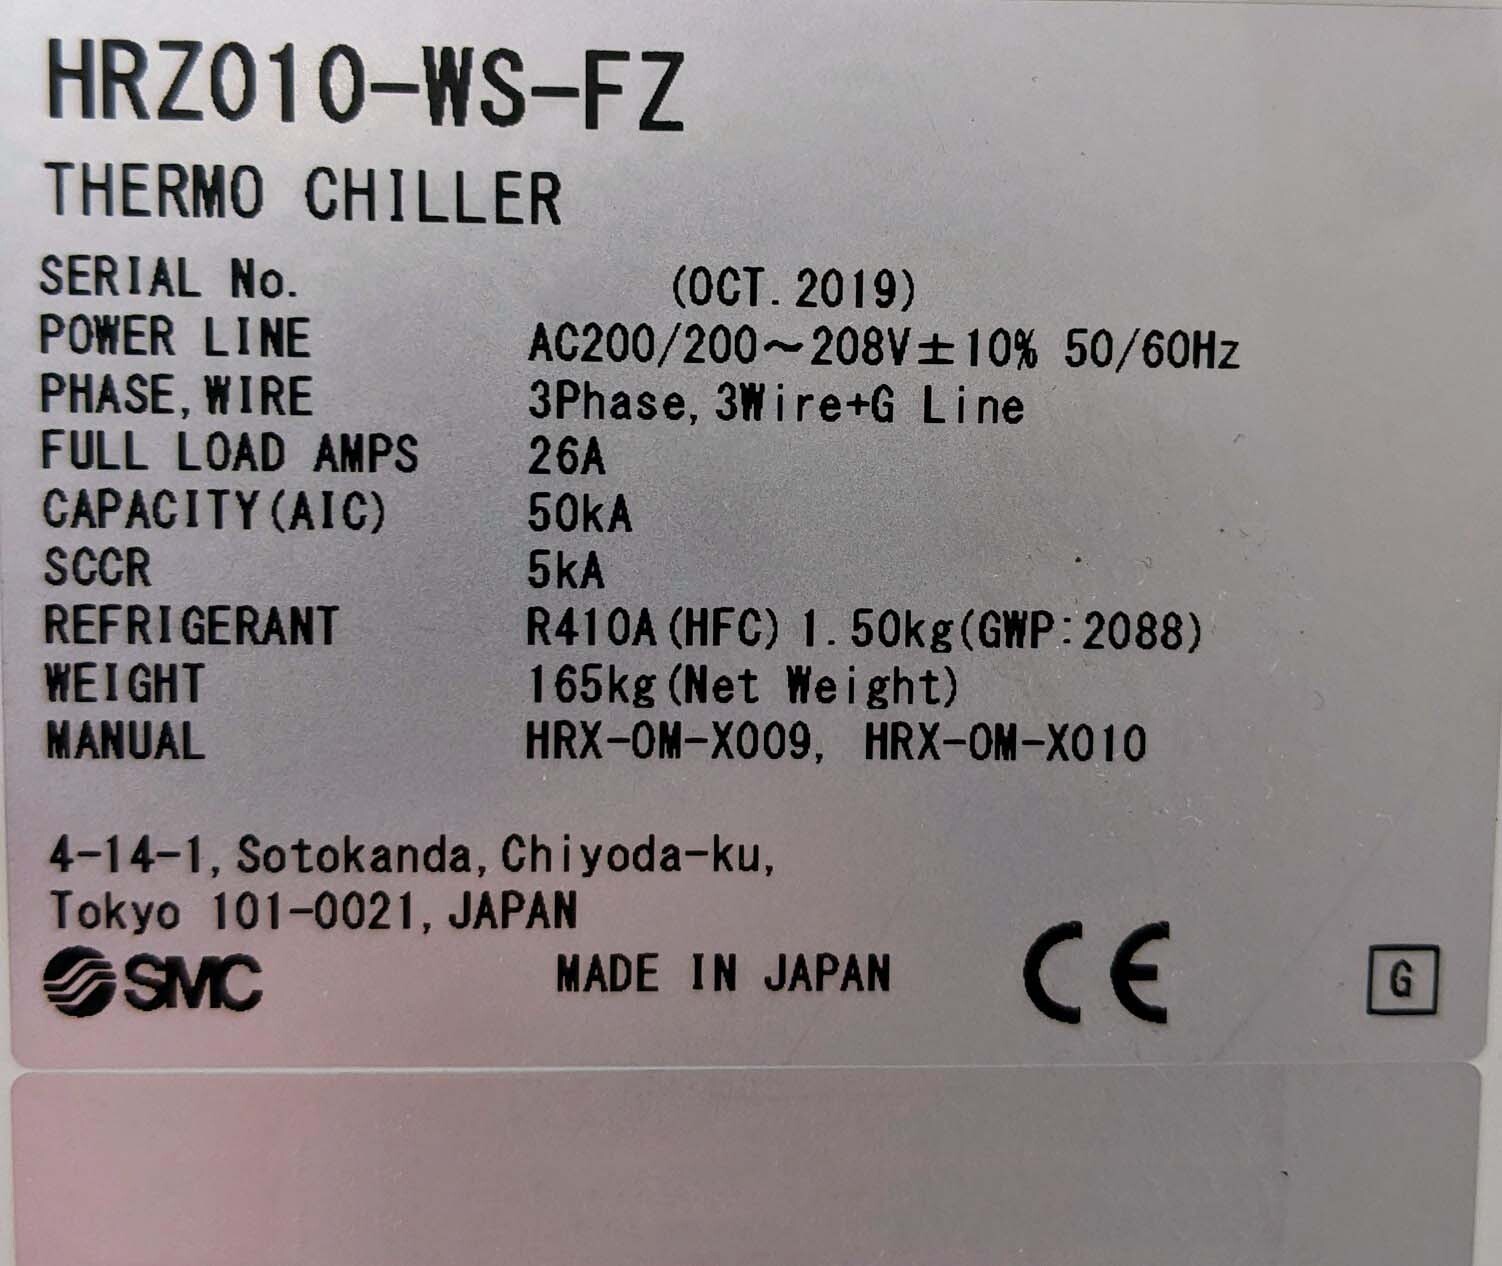 HRZ010-WS-FZ
THERMO CHILLER
SERIAL No. (OCT. 2019)
POWER LINE AC200/200～208V±10% 50/60Hz
PHASE, WIRE 3Phase, 3Wire+G Line
FULL LOAD AMPS 26A
CAPACITY(AIC) 50kA
SCCR 5kA
REFRIGERANT R410A(HFC) 1.50kg(GWP:2088)
WEIGHT 165kg(Net Weight)
MANUAL HRX-OM-X009, HRX-OM-X010
4-14-1, Sotokanda, Chiyoda-ku,
Tokyo 101-0021, JAPAN
SMC MADE IN JAPAN CE G